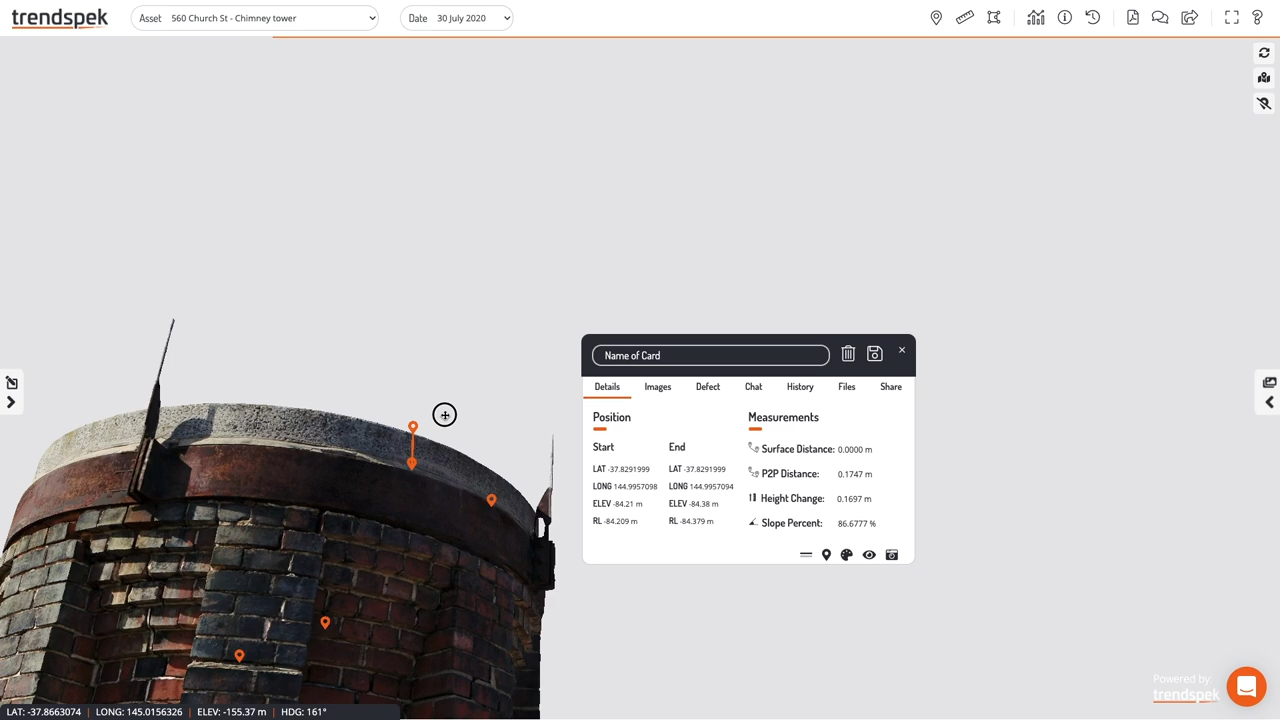 trendspek
Asset 560 Church St - Chimney tower
Date 30 July 2020
Name of Card
Details Images Defect Chat History Files Share
Position
Start End
LAT -37.8291999 LAT -37.8291999
LONG 144.9957098 LONG 144.9957094
ELEV -84.21 m ELEV -84.38 m
RL -84.209 m RL -84.379 m
Measurements
Surface Distance: 0.0000 m
P2P Distance: 0.1747 m
Height Change: 0.1697 m
Slope Percent: 86.6777 %
Powered by:
trendspek
LAT: -37.8663074 | LONG: 145.0156326 | ELEV: -155.37 m | HDG: 161°